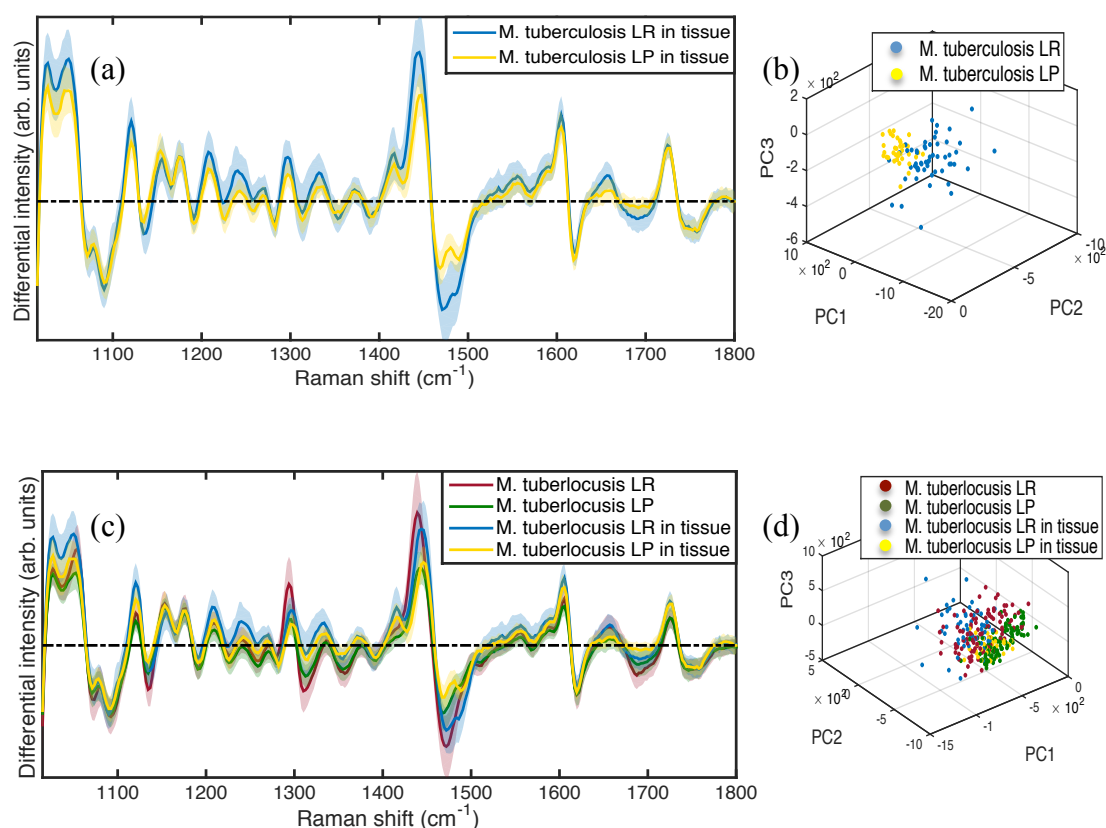 (a)
M. tuberculosis LR in tissue
M. tuberculosis LP in tissue
Differential intensity (arb. units)
1100 1200 1300 1400 1500 1600 1700 1800
Raman shift (cm⁻¹)
(b)
M. tuberculosis LR
M. tuberculosis LP
2 × 10²
0
-2
-4
-6
PC3
10
× 10² 0
-10
-20
PC1
0
-5
-10
× 10²
PC2
(c)
M. tuberlocusis LR
M. tuberlocusis LP
M. tuberlocusis LR in tissue
M. tuberlocusis LP in tissue
Differential intensity (arb. units)
1100 1200 1300 1400 1500 1600 1700 1800
Raman shift (cm⁻¹)
(d)
M. tuberlocusis LR
M. tuberlocusis LP
M. tuberlocusis LR in tissue
M. tuberlocusis LP in tissue
10 × 10²
5
0
-5
PC3
5
× 10²0
-5
-10
PC2
-15
-1
-5
× 10²
0
PC1